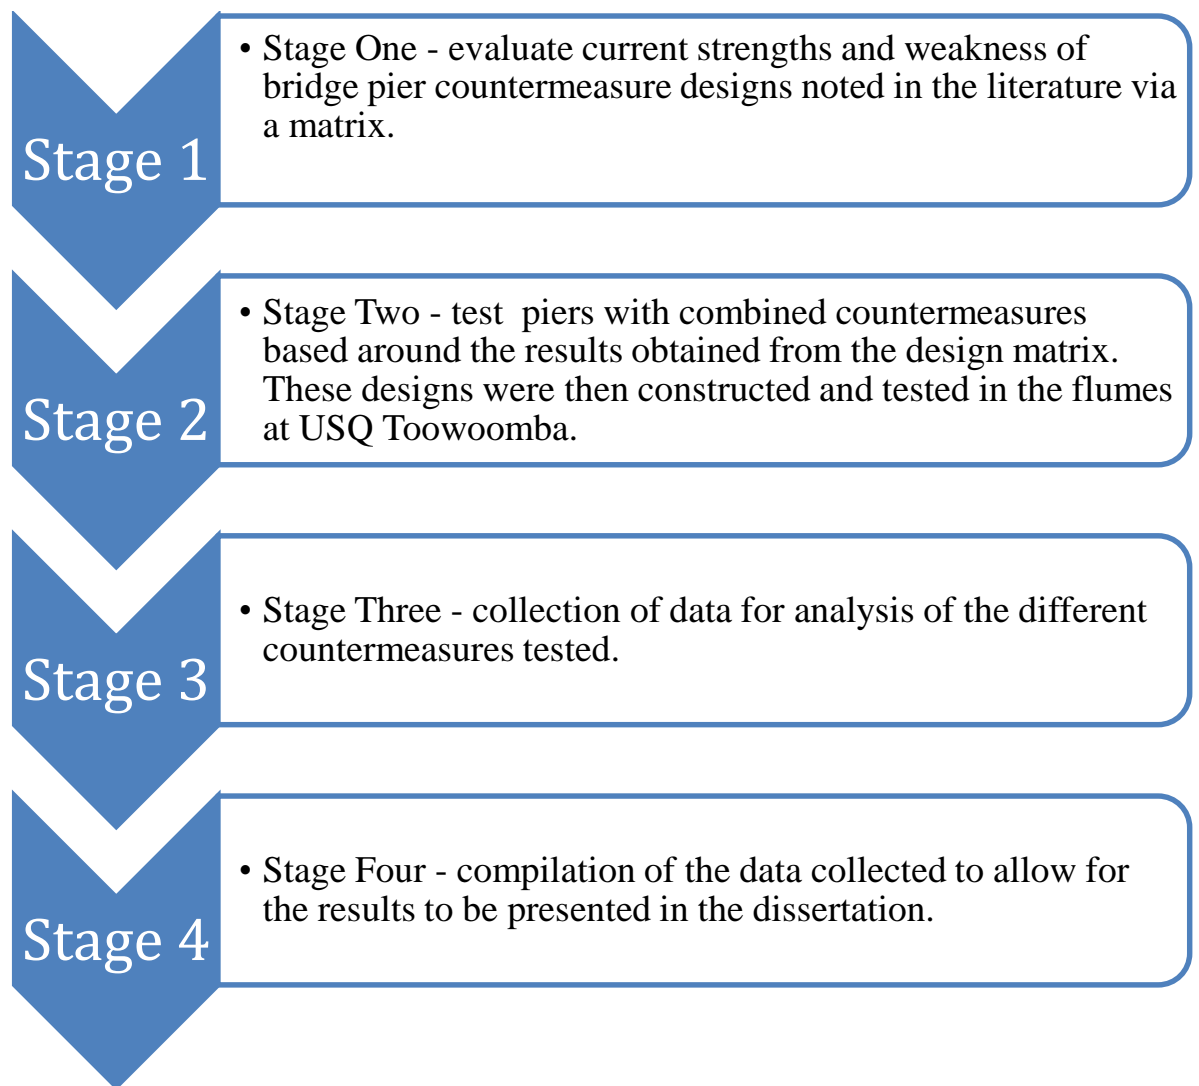 Stage 1
• Stage One - evaluate current strengths and weakness of
bridge pier countermeasure designs noted in the literature via
a matrix.
Stage 2
• Stage Two - test  piers with combined countermeasures
based around the results obtained from the design matrix.
These designs were then constructed and tested in the flumes
at USQ Toowoomba.
Stage 3
• Stage Three - collection of data for analysis of the different
countermeasures tested.
Stage 4
• Stage Four - compilation of the data collected to allow for
the results to be presented in the dissertation.